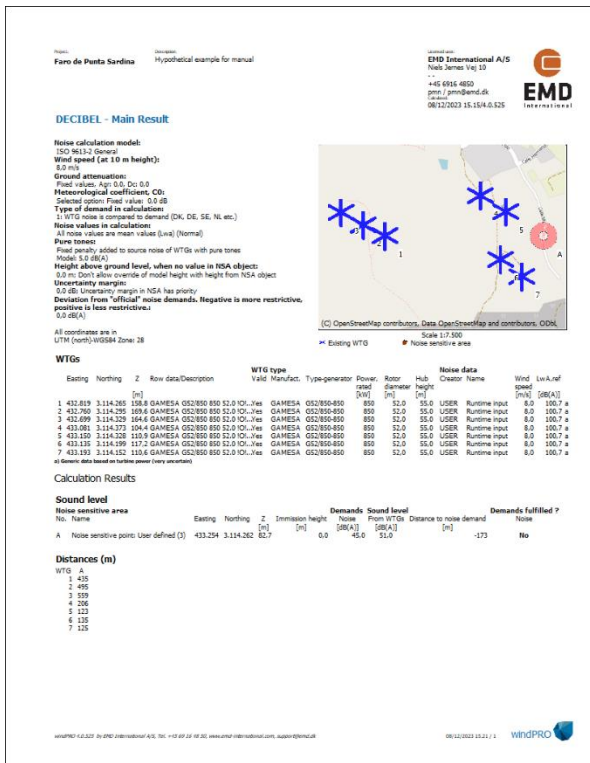 Project:
Faro de Punta Sardina
Description:
Hypothetical example for manual
Licensed user:
EMD International A/S
Niels Jernes Vej 10
- -
+45 6916 4850
pmn / pmn@emd.dk
Calculated:
08/12/2023 15.15/4.0.525
EMD
International
DECIBEL - Main Result
Noise calculation model:
ISO 9613-2 General
Wind speed (at 10 m height):
8,0 m/s
Ground attenuation:
Fixed values, Agr: 0.0, Dc: 0.0
Meteorological coefficient, C0:
Selected option: Fixed value: 0.0 dB
Type of demand in calculation:
1: WTG noise is compared to demand (DK, DE, SE, NL etc.)
Noise values in calculation:
All noise values are mean values (Lwa) (Normal)
Pure tones:
Fixed penalty added to source noise of WTGs with pure tones
Model: 5.0 dB(A)
Height above ground level, when no value in NSA object:
0.0 m; Don't allow override of model height with height from NSA object
Uncertainty margin:
0.0 dB; Uncertainty margin in NSA has priority
Deviation from "official" noise demands. Negative is more restrictive,
positive is less restrictive.:
0,0 dB(A)
All coordinates are in
UTM (north)-WGS84 Zone: 28
1
4
5
A
7
(C) OpenStreetMap contributors, Data OpenStreetMap and contributors, ODbL
Scale 1:7.500
Existing WTG Noise sensitive area
WTGs
WTG type Noise data
Easting Northing Z Row data/Description Valid Manufact. Type-generator Power, rated Rotor diameter Hub height Creator Name Wind speed LwA,ref
[m] [kW] [m] [m] [m/s] [dB(A)]
1 432.819 3.114.265 158,8 GAMESA G52/850 850 52.0 !O!... Yes GAMESA G52/850-850 850 52,0 55,0 USER Runtime input 8,0 100,7 a
2 432.760 3.114.295 169,6 GAMESA G52/850 850 52.0 !O!... Yes GAMESA G52/850-850 850 52,0 55,0 USER Runtime input 8,0 100,7 a
3 432.699 3.114.329 164,6 GAMESA G52/850 850 52.0 !O!... Yes GAMESA G52/850-850 850 52,0 55,0 USER Runtime input 8,0 100,7 a
4 433.081 3.114.373 104,4 GAMESA G52/850 850 52.0 !O!... Yes GAMESA G52/850-850 850 52,0 55,0 USER Runtime input 8,0 100,7 a
5 433.150 3.114.328 110,9 GAMESA G52/850 850 52.0 !O!... Yes GAMESA G52/850-850 850 52,0 55,0 USER Runtime input 8,0 100,7 a
6 433.135 3.114.199 117,2 GAMESA G52/850 850 52.0 !O!... Yes GAMESA G52/850-850 850 52,0 55,0 USER Runtime input 8,0 100,7 a
7 433.193 3.114.152 110,6 GAMESA G52/850 850 52.0 !O!... Yes GAMESA G52/850-850 850 52,0 55,0 USER Runtime input 8,0 100,7 a
a) Generic data based on turbine power (very uncertain)
Calculation Results
Sound level
Noise sensitive area Demands Sound level Demands fulfilled ?
No. Name Easting Northing Z Immission height Noise From WTGs Distance to noise demand Noise
[m] [m] [dB(A)] [dB(A)] [m]
A Noise sensitive point: User defined (3) 433.254 3.114.262 82,7 0,0 45,0 51,0 -173 No
Distances (m)
WTG A
1 435
2 495
3 559
4 206
5 123
6 135
7 125
windPRO 4.0.525 by EMD International A/S, Tel. +45 69 16 48 50, www.emd-international.com, support@emd.dk
08/12/2023 15.21 / 1
windPRO